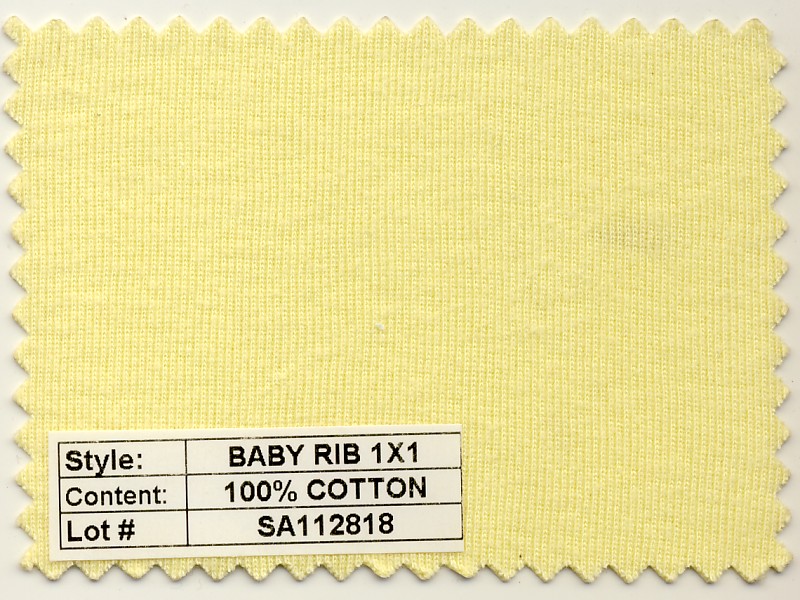 Style: BABY RIB 1X1
Content: 100% COTTON
Lot # SA112818